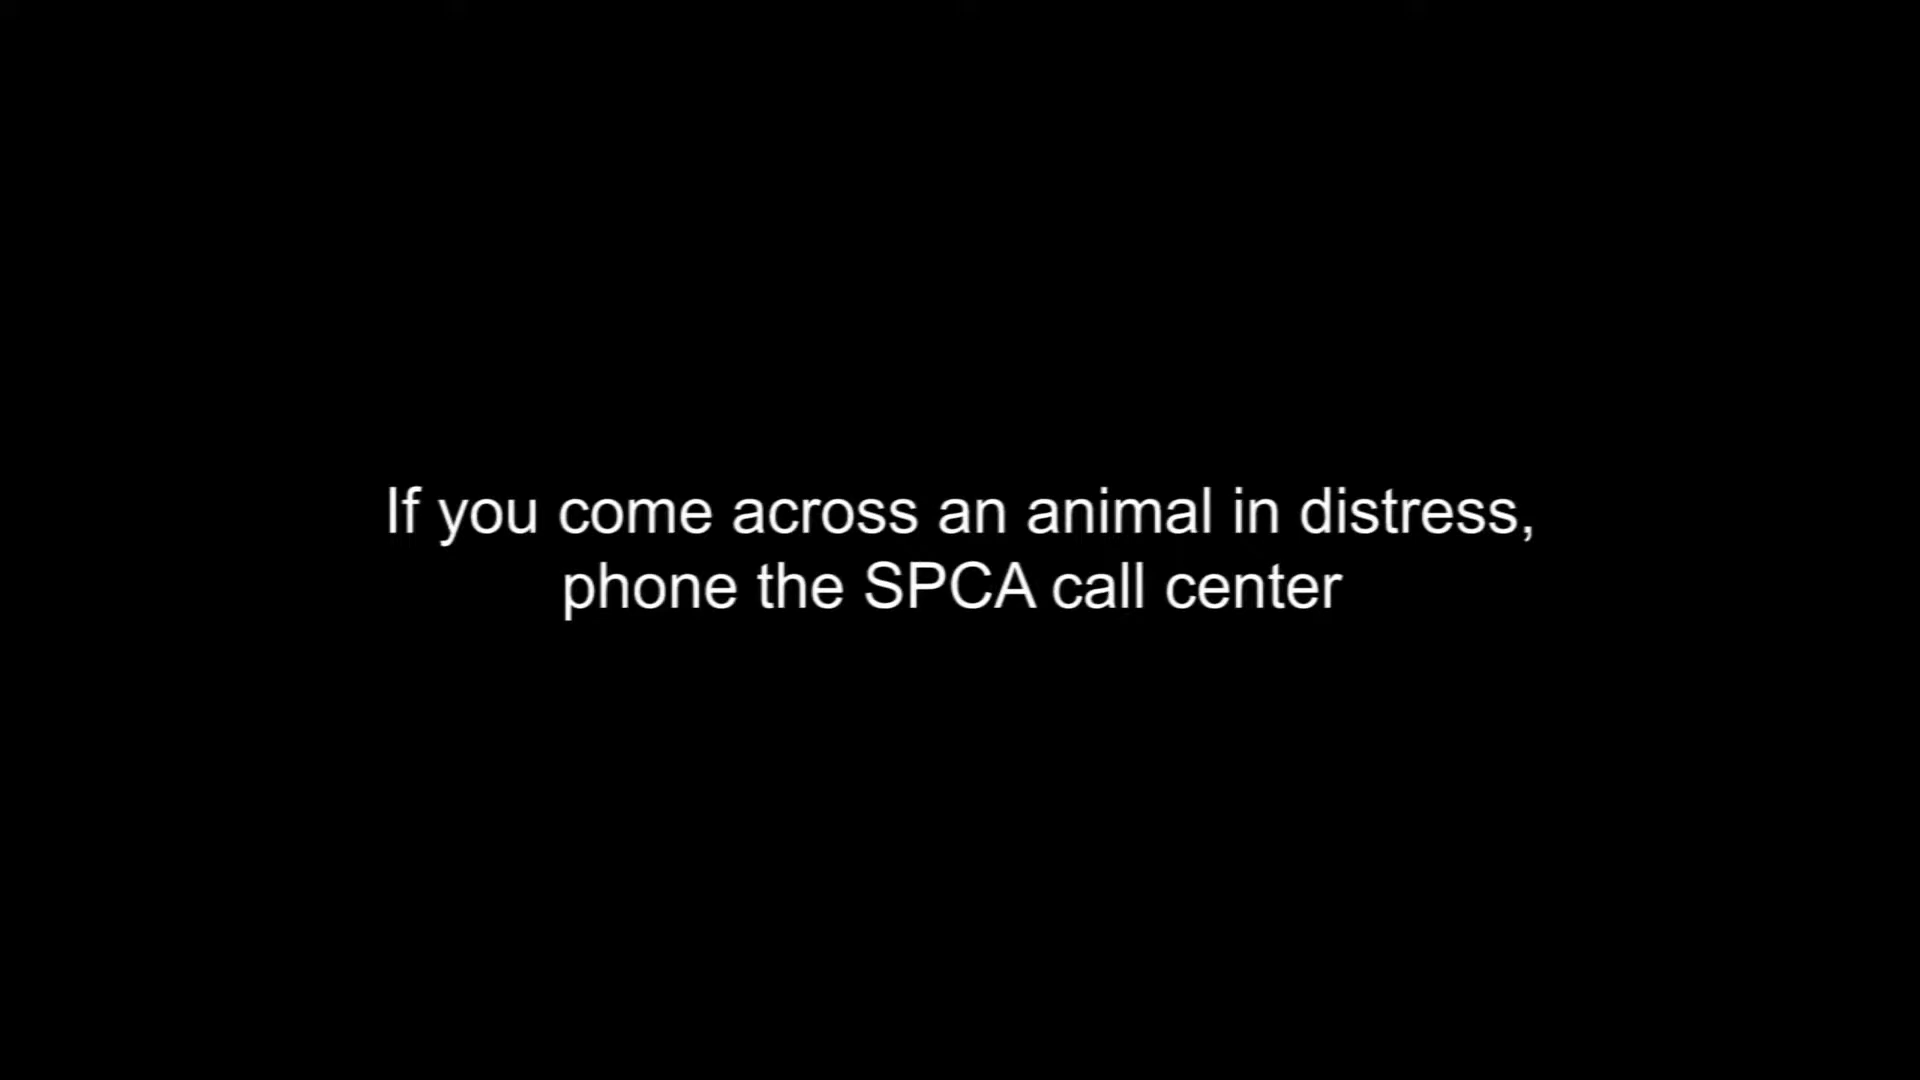 If you come across an animal in distress,
phone the SPCA call center